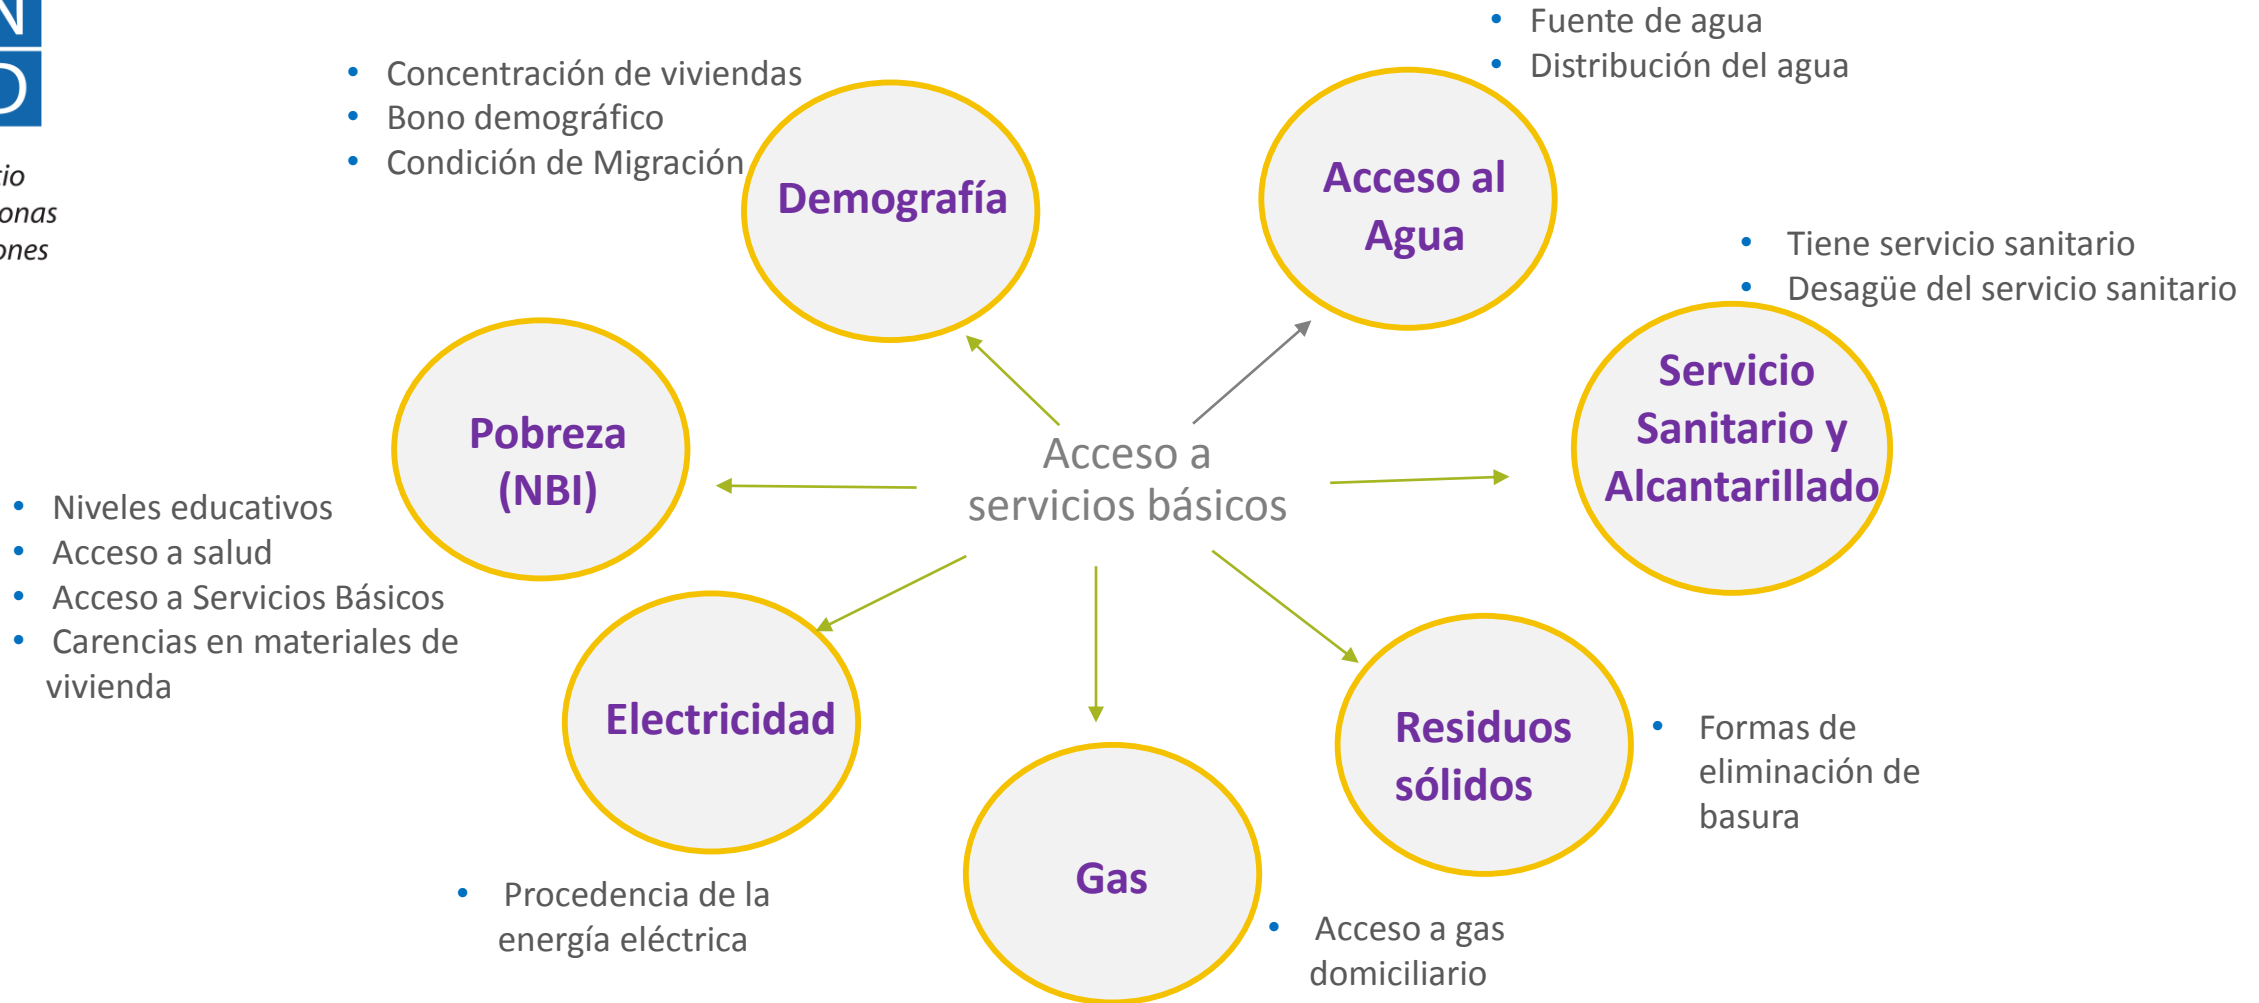 N
D
• Concentración de viviendas
• Bono demográfico
• Condición de Migración
Demografía
• Fuente de agua
• Distribución del agua
Acceso al
Agua
• Tiene servicio sanitario
• Desagüe del servicio sanitario
Servicio
Sanitario y
Alcantarillado
Pobreza
(NBI)
• Niveles educativos
• Acceso a salud
• Acceso a Servicios Básicos
• Carencias en materiales de
vivienda
Acceso a
servicios básicos
Electricidad
• Procedencia de la
energía eléctrica
Gas
• Acceso a gas
domiciliario
Residuos
sólidos
• Formas de
eliminación de
basura